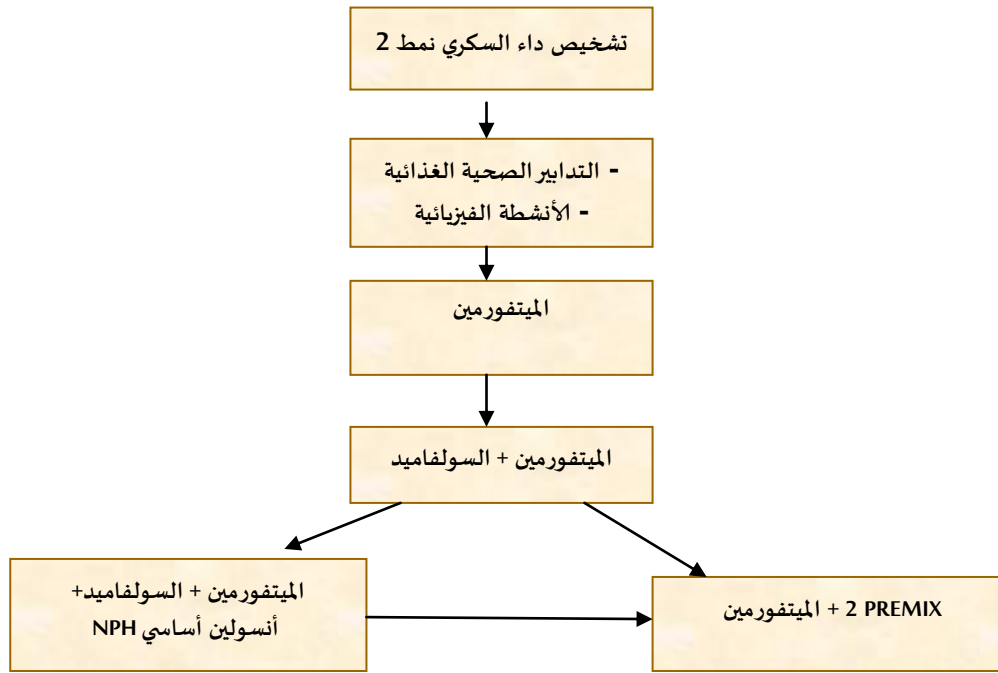 تشخيص داء السكري نمط 2
- التدابير الصحية الغذائية
- الأنشطة الفيزيائية
الميتفورمين
الميتفورمين + السولفاميد
الميتفورمين + السولفاميد+
أنسولين أساسي NPH
2 PREMIX + الميتفورمين